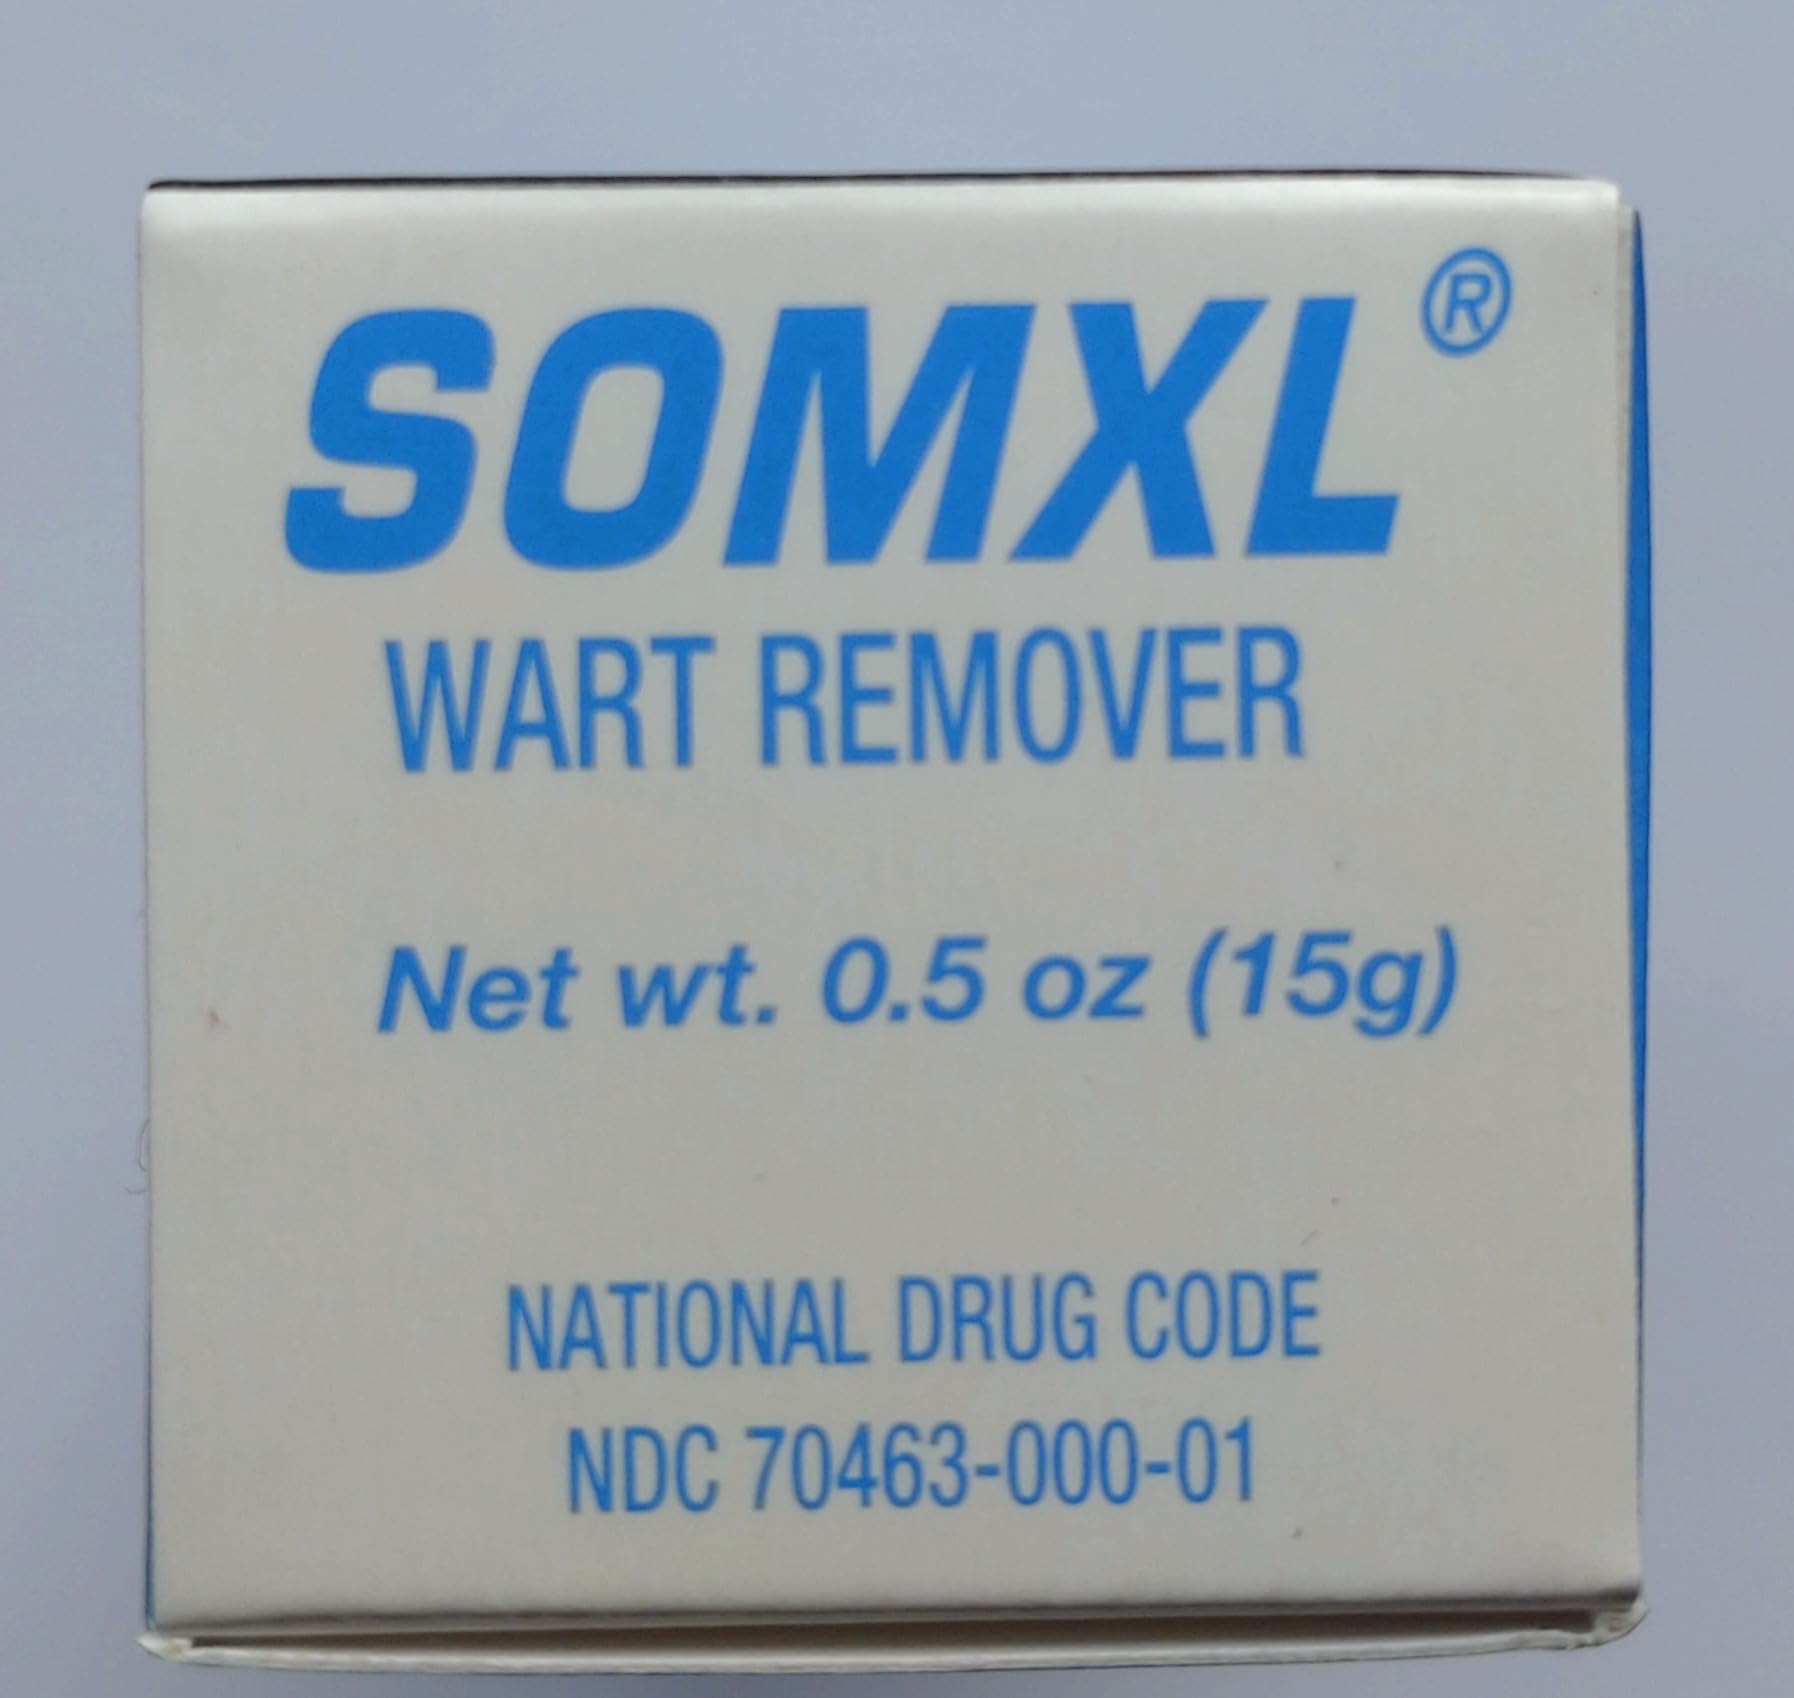 SOMXL®
WART REMOVER
Net wt. 0.5 oz (15g)
NATIONAL DRUG CODE
NDC 70463-000-01